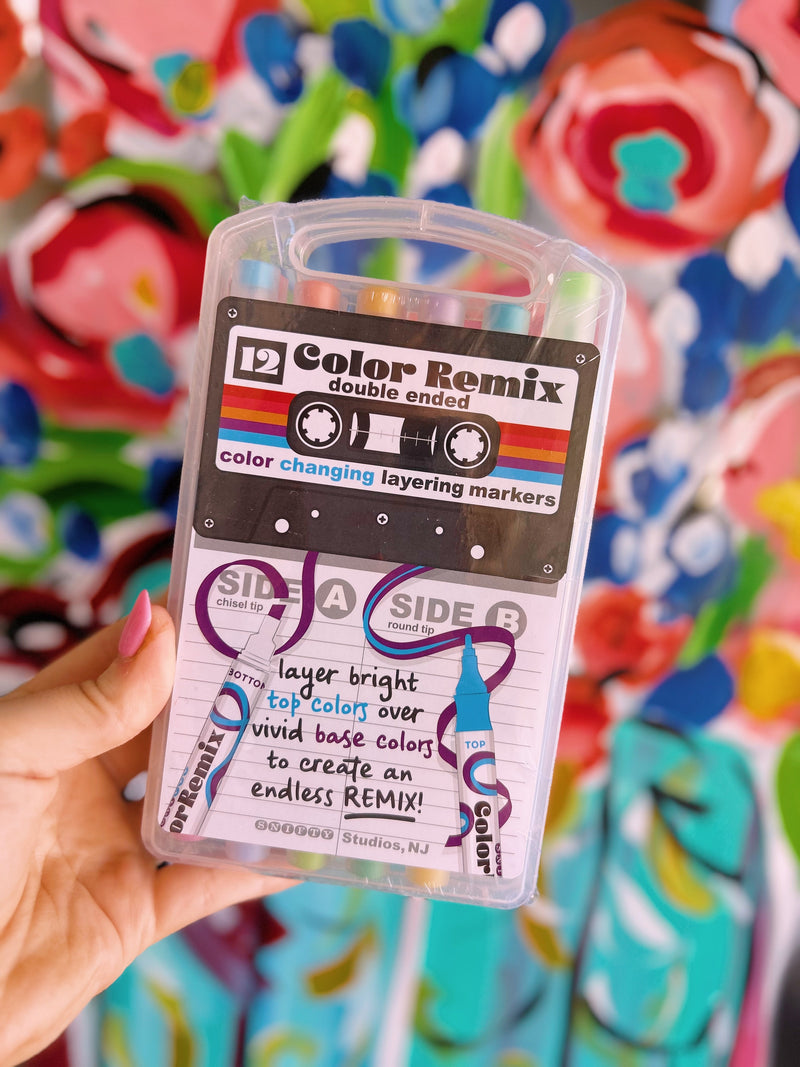 12 Color Remix
double ended
color changing layering markers
SIDE A
chisel tip
SIDE B
round tip
BOTTOM
TOP
layer bright
top colors over
vivid base colors
to create an
endless REMIX!
SNIFTY Studios, NJ
Color